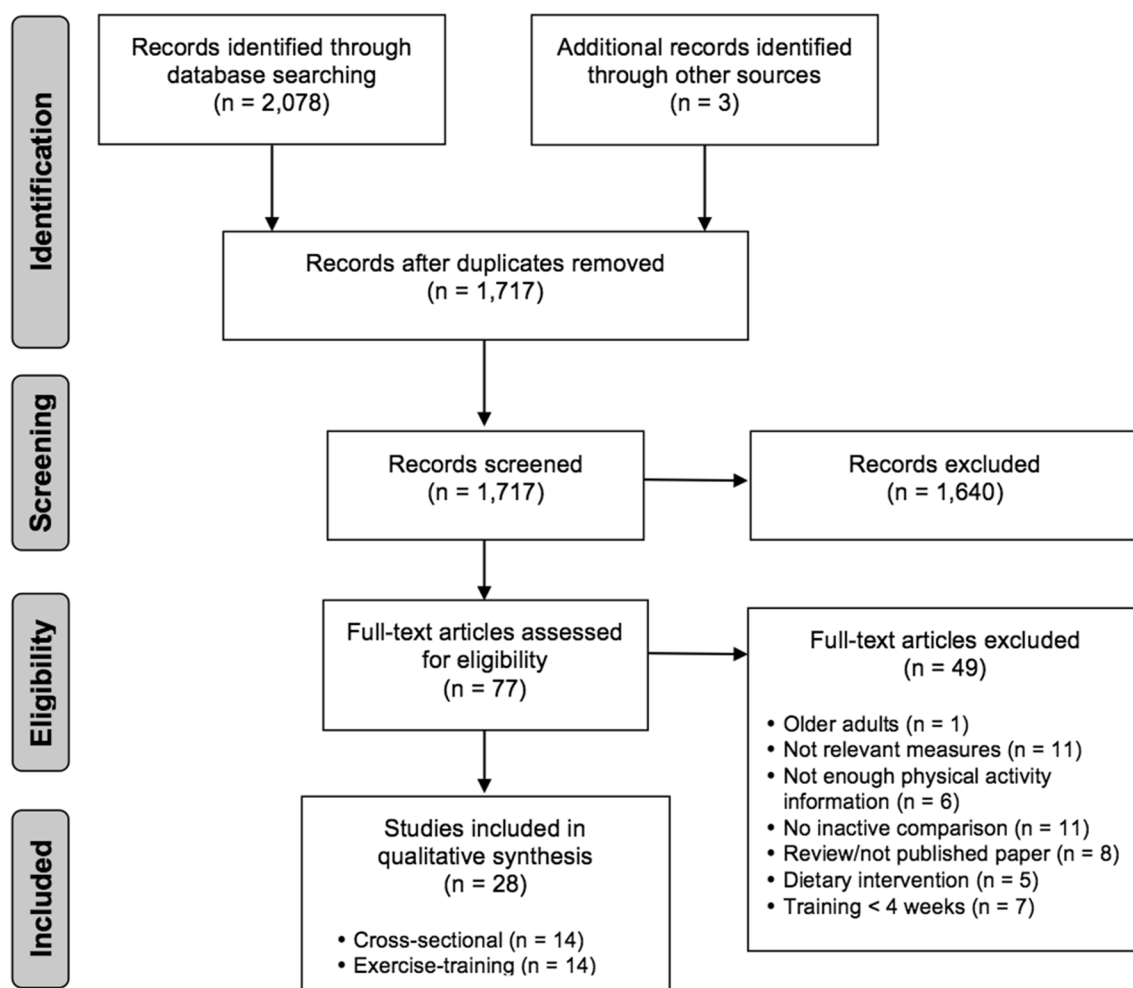 Identification
Records identified through
database searching
(n = 2,078)
Additional records identified
through other sources
(n = 3)
Records after duplicates removed
(n = 1,717)
Screening
Records screened
(n = 1,717)
Records excluded
(n = 1,640)
Eligibility
Full-text articles assessed
for eligibility
(n = 77)
Full-text articles excluded
(n = 49)
• Older adults (n = 1)
• Not relevant measures (n = 11)
• Not enough physical activity
information (n = 6)
• No inactive comparison (n = 11)
• Review/not published paper (n = 8)
• Dietary intervention (n = 5)
• Training < 4 weeks (n = 7)
Included
Studies included in
qualitative synthesis
(n = 28)
• Cross-sectional (n = 14)
• Exercise-training (n = 14)